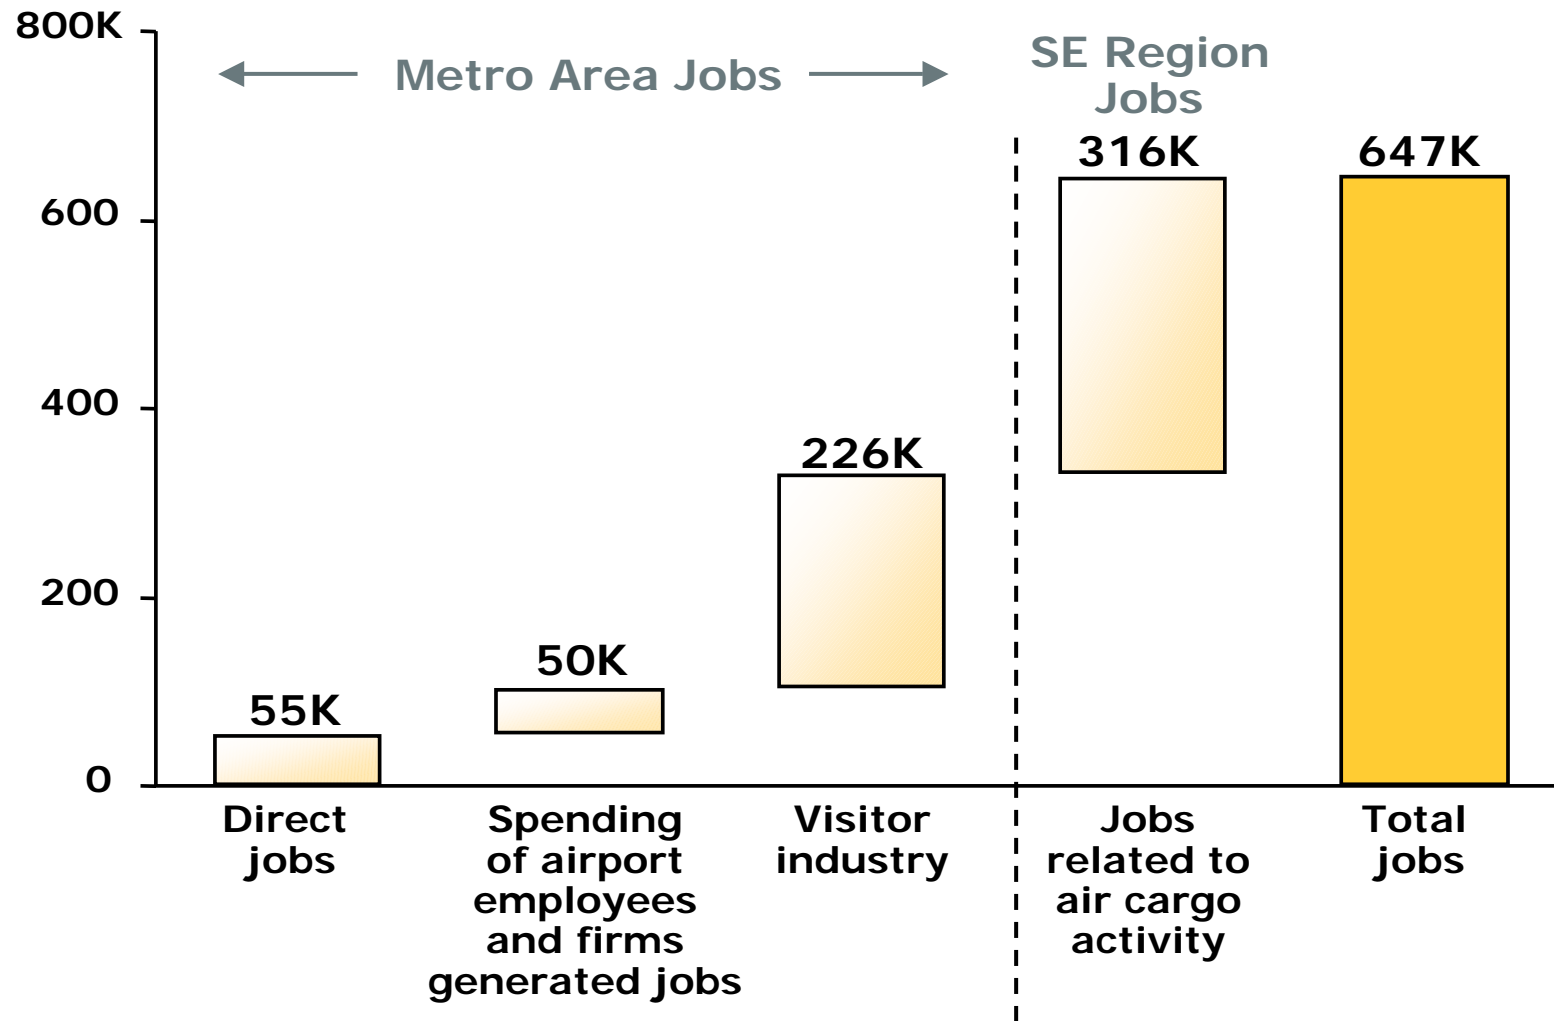 800K
600
400
200
0
Metro Area Jobs
SE Region
Jobs
55K
50K
226K
316K
647K
Direct
jobs
Spending
of airport
employees
and firms
generated jobs
Visitor
industry
Jobs
related to
air cargo
activity
Total
jobs